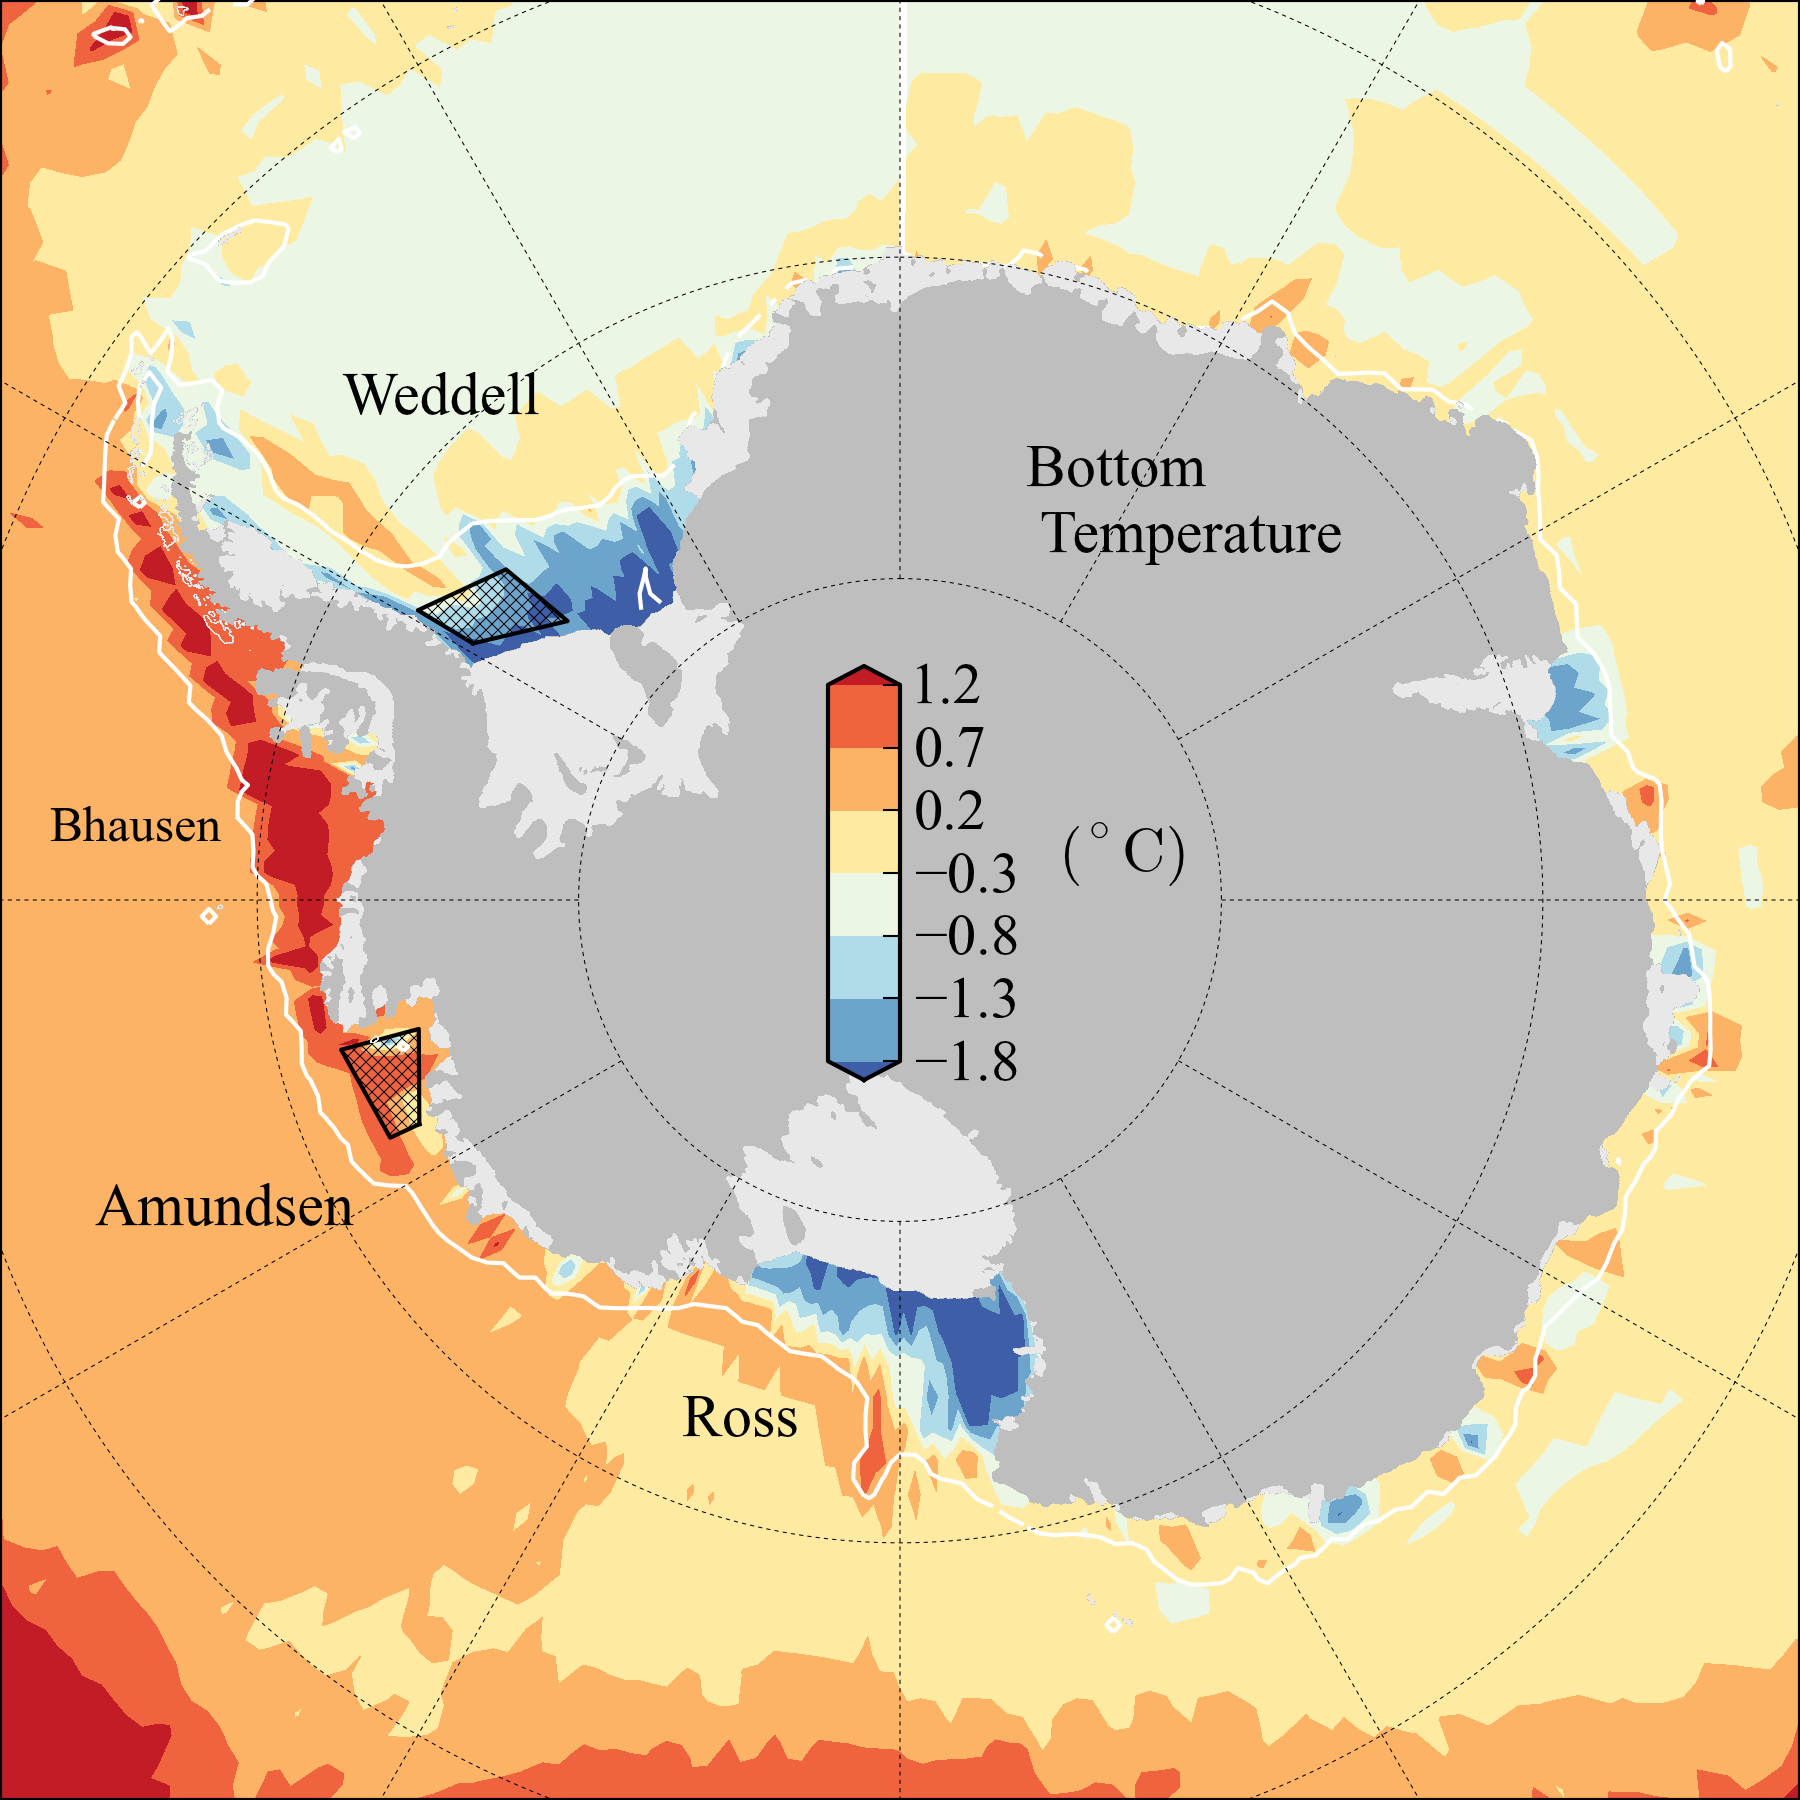 Weddell
Bottom
Temperature
1.2
0.7
0.2
−0.3
−0.8
−1.3
−1.8
(°C)
Bhausen
Amundsen
Ross